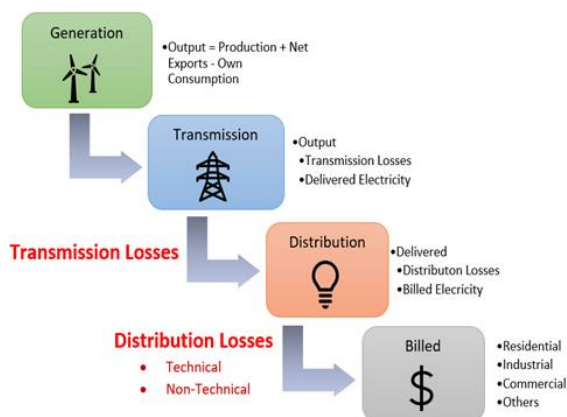 Generation
•Output = Production + Net
Exports - Own
Consumption
Transmission
•Output
•Transmission Losses
•Delivered Electricity
Transmission Losses
Distribution
•Delivered
•Distributon Losses
•Billed Elecricity
Distribution Losses
• Technical
• Non-Technical
Billed
$
•Residential
•Industrial
•Commercial
•Others